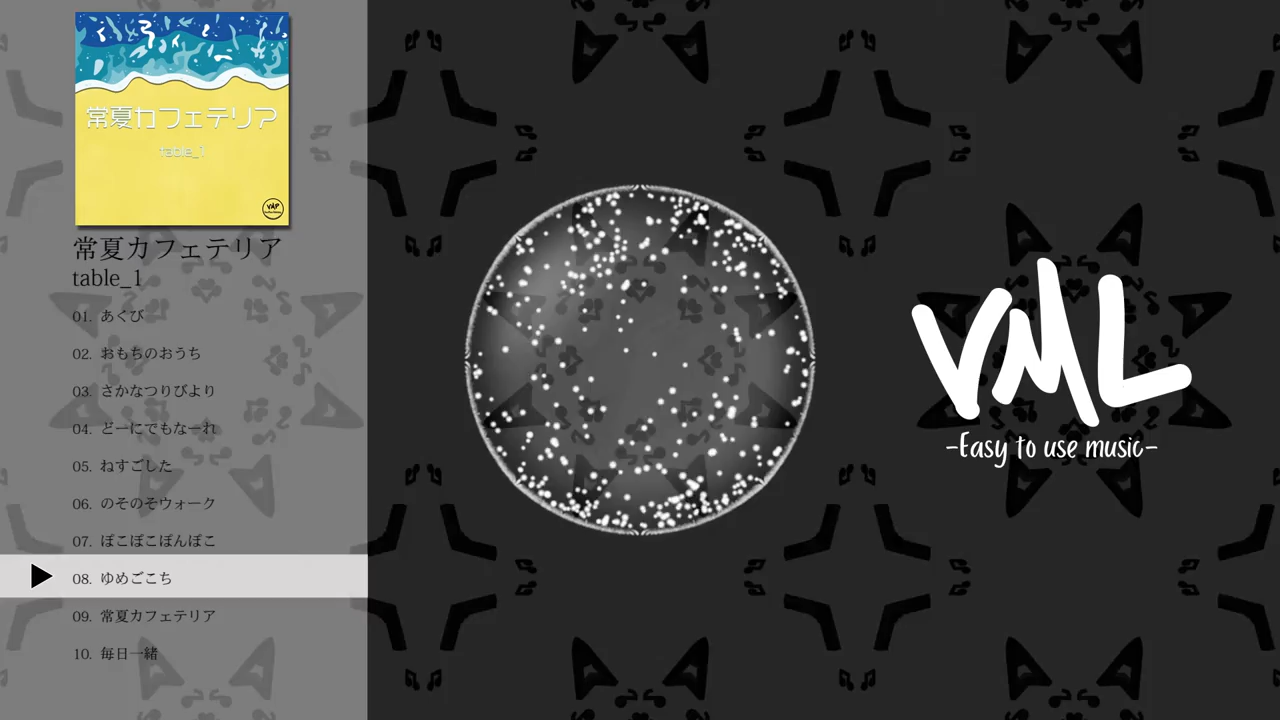 常夏カフェテリア
table_1
VMP
常夏カフェテリア
table_1
01. あくび
02. おもちのおうち
03. さかなつりびより
04. どーにでもなーれ
05. ねすごした
06. のそのそウォーク
07. ぽこぽこぽんぽこ
08. ゆめごこち
09. 常夏カフェテリア
10. 毎日一緒
VML
-Easy to use music-